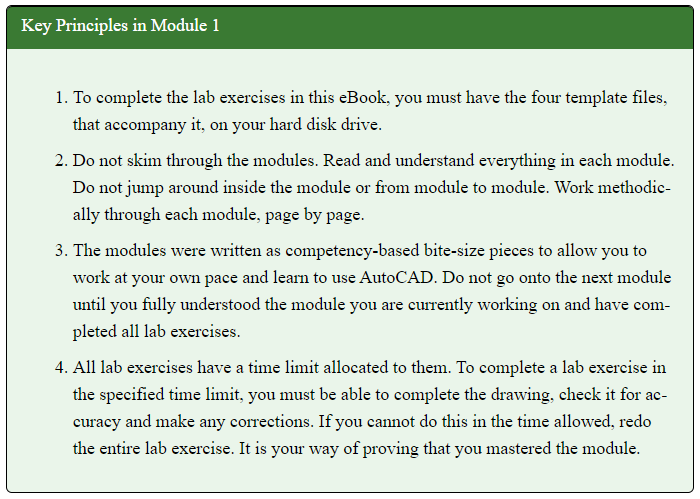 Key Principles in Module 1
1. To complete the lab exercises in this eBook, you must have the four template files,
that accompany it, on your hard disk drive.
2. Do not skim through the modules. Read and understand everything in each module.
Do not jump around inside the module or from module to module. Work methodic-
ally through each module, page by page.
3. The modules were written as competency-based bite-size pieces to allow you to
work at your own pace and learn to use AutoCAD. Do not go onto the next module
until you fully understood the module you are currently working on and have com-
pleted all lab exercises.
4. All lab exercises have a time limit allocated to them. To complete a lab exercise in
the specified time limit, you must be able to complete the drawing, check it for ac-
curacy and make any corrections. If you cannot do this in the time allowed, redo
the entire lab exercise. It is your way of proving that you mastered the module.